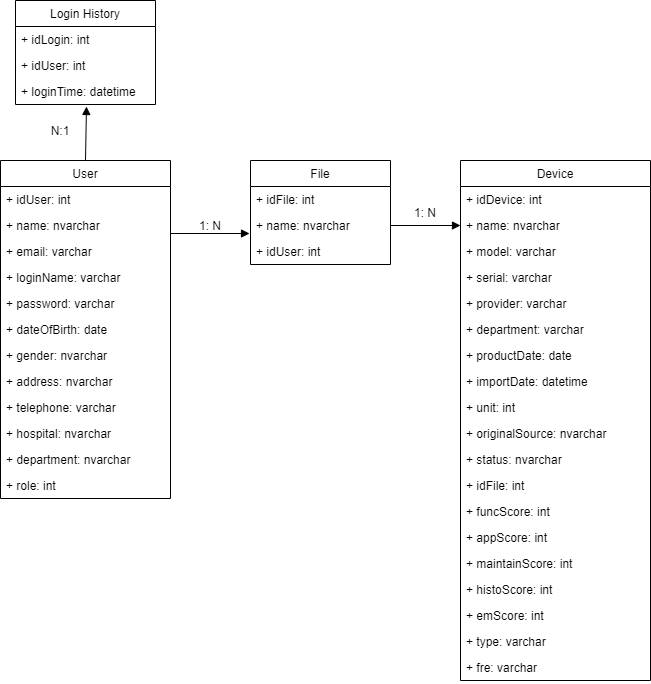 Login History
+ idLogin: int
+ idUser: int
+ loginTime: datetime
N:1
User
+ idUser: int
+ name: nvarchar
+ email: varchar
+ loginName: varchar
+ password: varchar
+ dateOfBirth: date
+ gender: nvarchar
+ address: nvarchar
+ telephone: varchar
+ hospital: nvarchar
+ department: nvarchar
+ role: int
1: N
File
+ idFile: int
+ name: nvarchar
+ idUser: int
1: N
Device
+ idDevice: int
+ name: nvarchar
+ model: varchar
+ serial: varchar
+ provider: varchar
+ department: varchar
+ productDate: date
+ importDate: datetime
+ unit: int
+ originalSource: nvarchar
+ status: nvarchar
+ idFile: int
+ funcScore: int
+ appScore: int
+ maintainScore: int
+ histoScore: int
+ emScore: int
+ type: varchar
+ fre: varchar